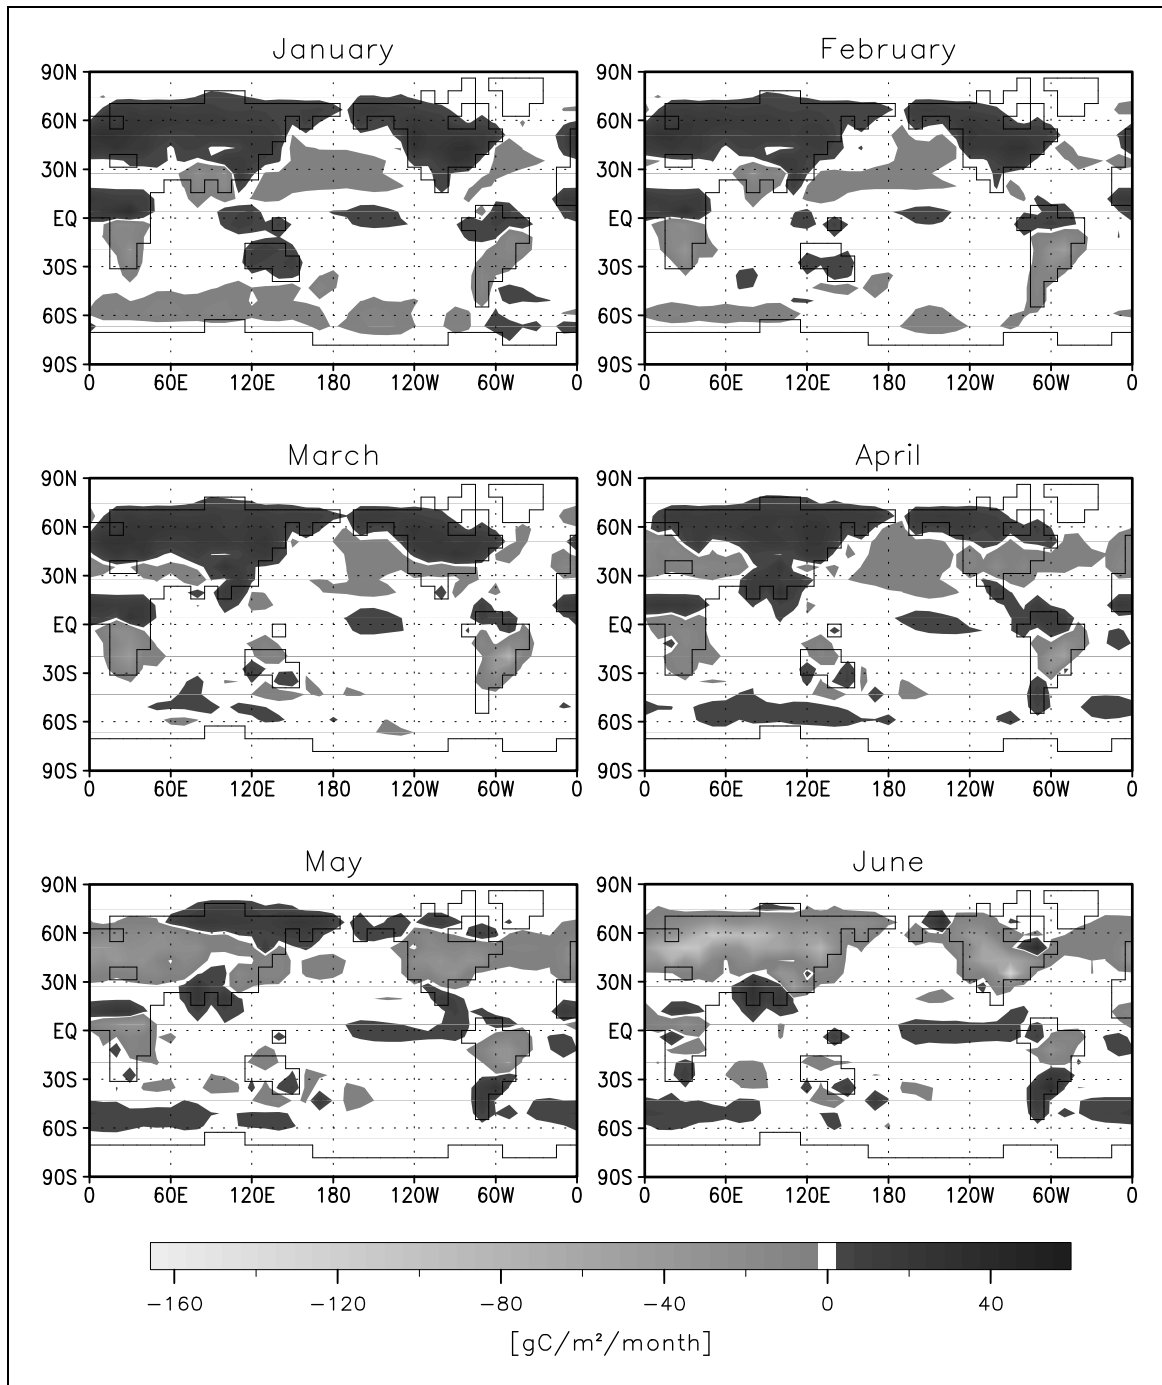 January February
90N 90N
60N 60N
30N 30N
EQ EQ
30S 30S
60S 60S
90S 90S
0 60E 120E 180 120W 60W 0 0 60E 120E 180 120W 60W 0
March April
90N 90N
60N 60N
30N 30N
EQ EQ
30S 30S
60S 60S
90S 90S
0 60E 120E 180 120W 60W 0 0 60E 120E 180 120W 60W 0
May June
90N 90N
60N 60N
30N 30N
EQ EQ
30S 30S
60S 60S
90S 90S
0 60E 120E 180 120W 60W 0 0 60E 120E 180 120W 60W 0
−160 −120 −80 −40 0 40
[gC/m²/month]